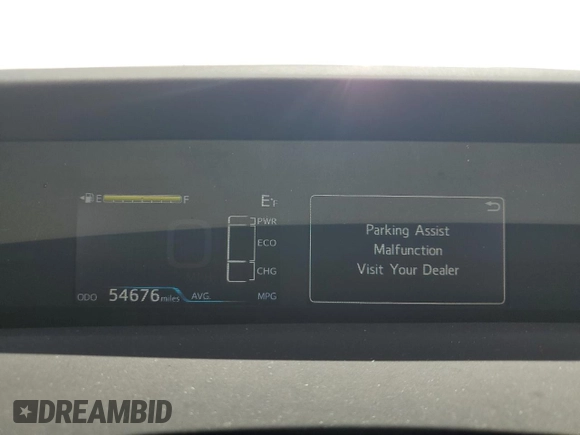 E F
E°F
PWR
ECO
CHG
ODO 54676 miles AVG. MPG
Parking Assist
Malfunction
Visit Your Dealer
DREAMBID